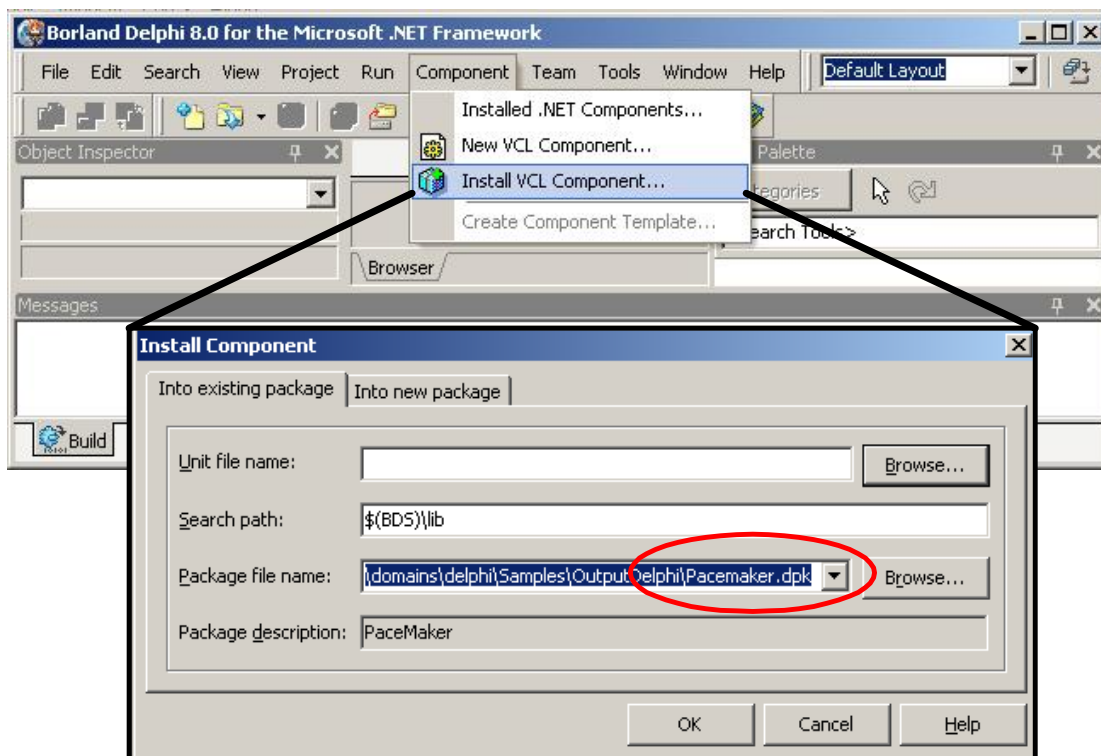 Borland Delphi 8.0 for the Microsoft .NET Framework
File Edit Search View Project Run Component Team Tools Window Help Default Layout
Installed .NET Components...
Object Inspector
New VCL Component...
Palette
Install VCL Component...
tegories
Create Component Template...
earch Tools>
Browser
Messages
Install Component
Into existing package Into new package
Build
Unit file name: Browse...
Search path: $(BDS)\lib
Package file name: \domains\delphi\Samples\OutputDelphi\Pacemaker.dpk Browse...
Package description: PaceMaker
OK Cancel Help